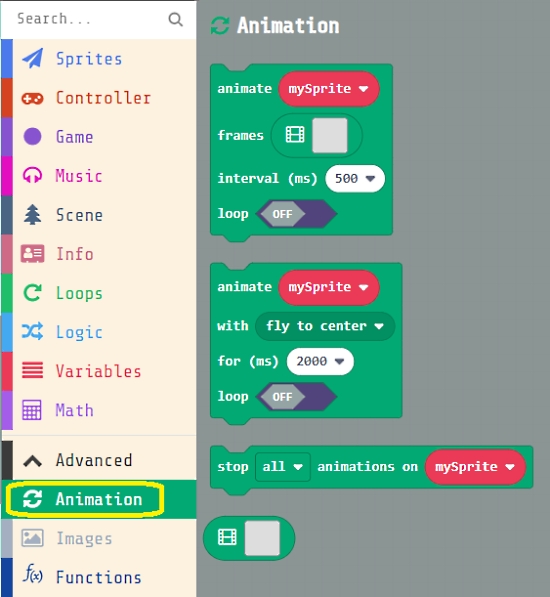 Search...
Sprites
Controller
Game
Music
Scene
Info
Loops
Logic
Variables
Math
Advanced
Animation
Images
f(x) Functions
Animation
animate mySprite
frames
interval (ms) 500
loop OFF
animate mySprite
with fly to center
for (ms) 2000
loop OFF
stop all animations on mySprite